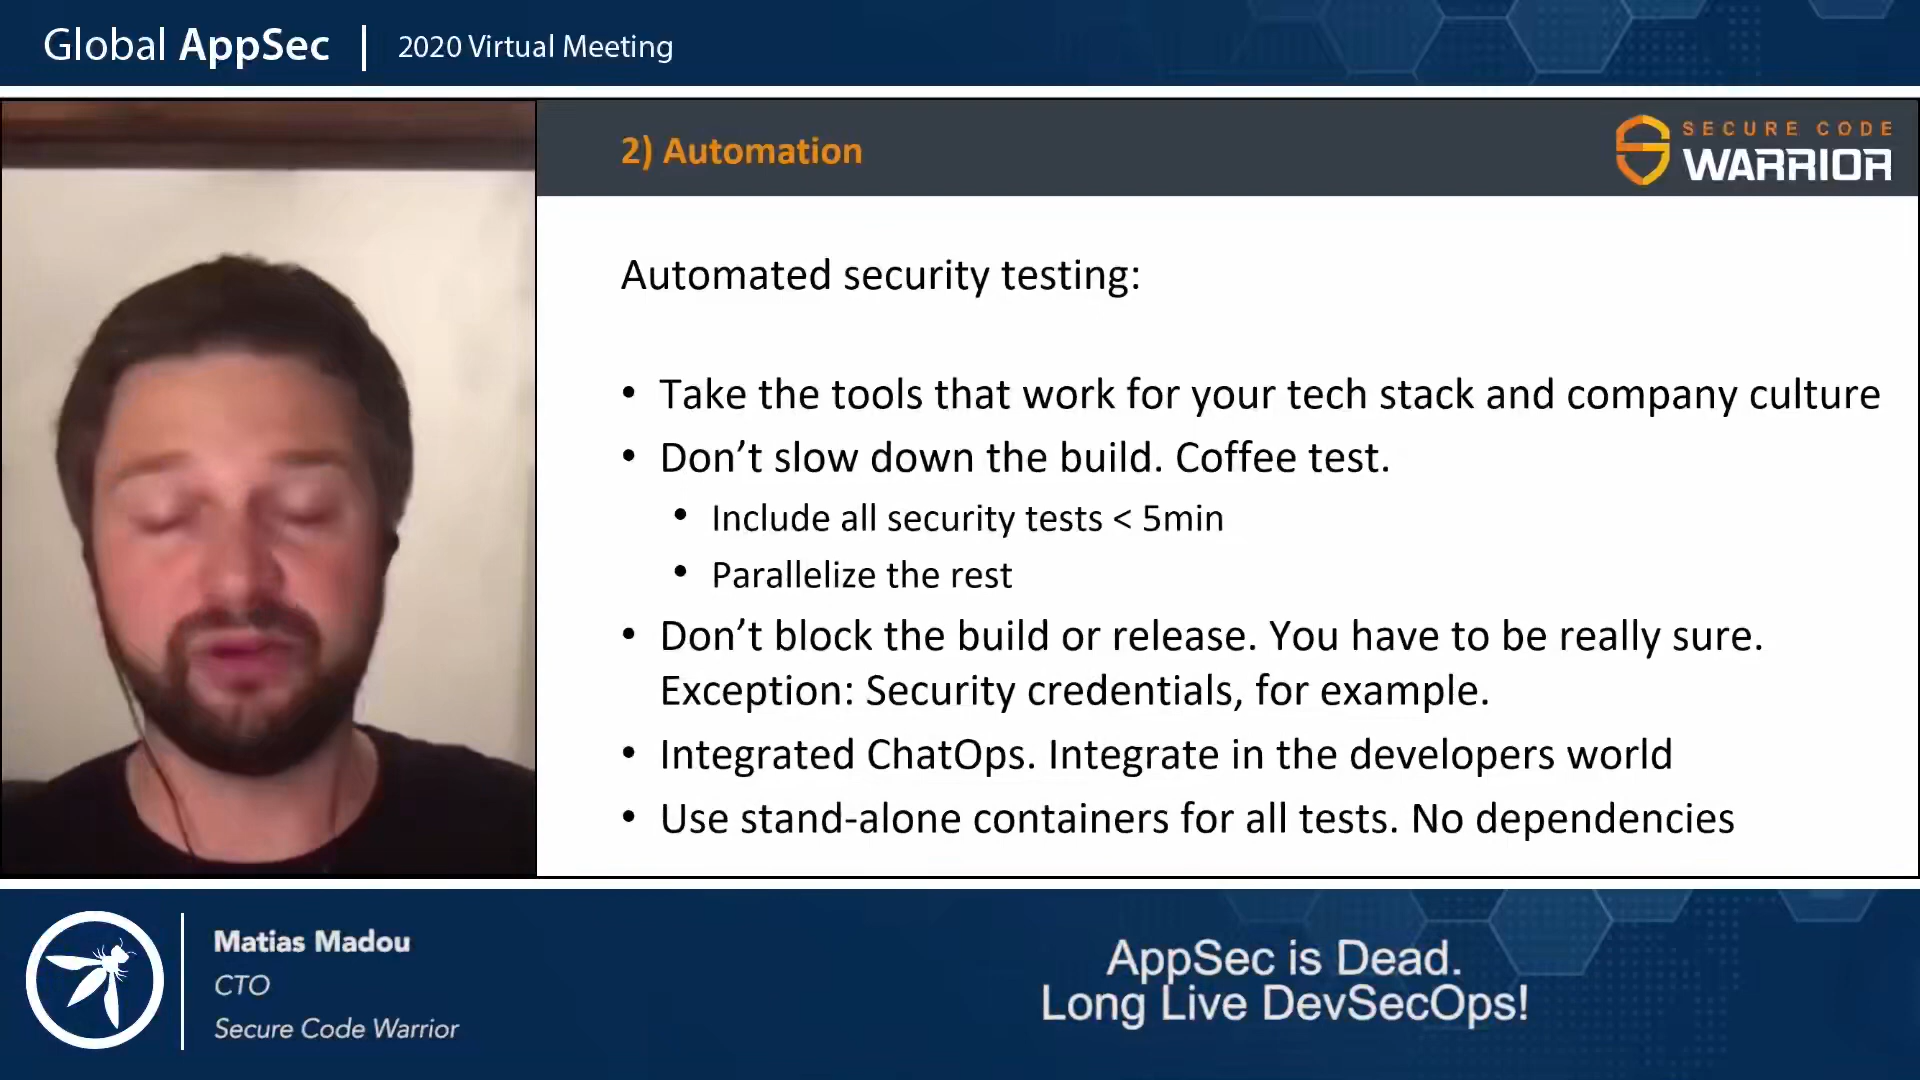 Global AppSec | 2020 Virtual Meeting
2) Automation
SECURE CODE
WARRIOR
Automated security testing:
• Take the tools that work for your tech stack and company culture
• Don’t slow down the build. Coffee test.
• Include all security tests < 5min
• Parallelize the rest
• Don’t block the build or release. You have to be really sure.
Exception: Security credentials, for example.
• Integrated ChatOps. Integrate in the developers world
• Use stand-alone containers for all tests. No dependencies
Matias Madou
CTO
Secure Code Warrior
AppSec is Dead.
Long Live DevSecOps!